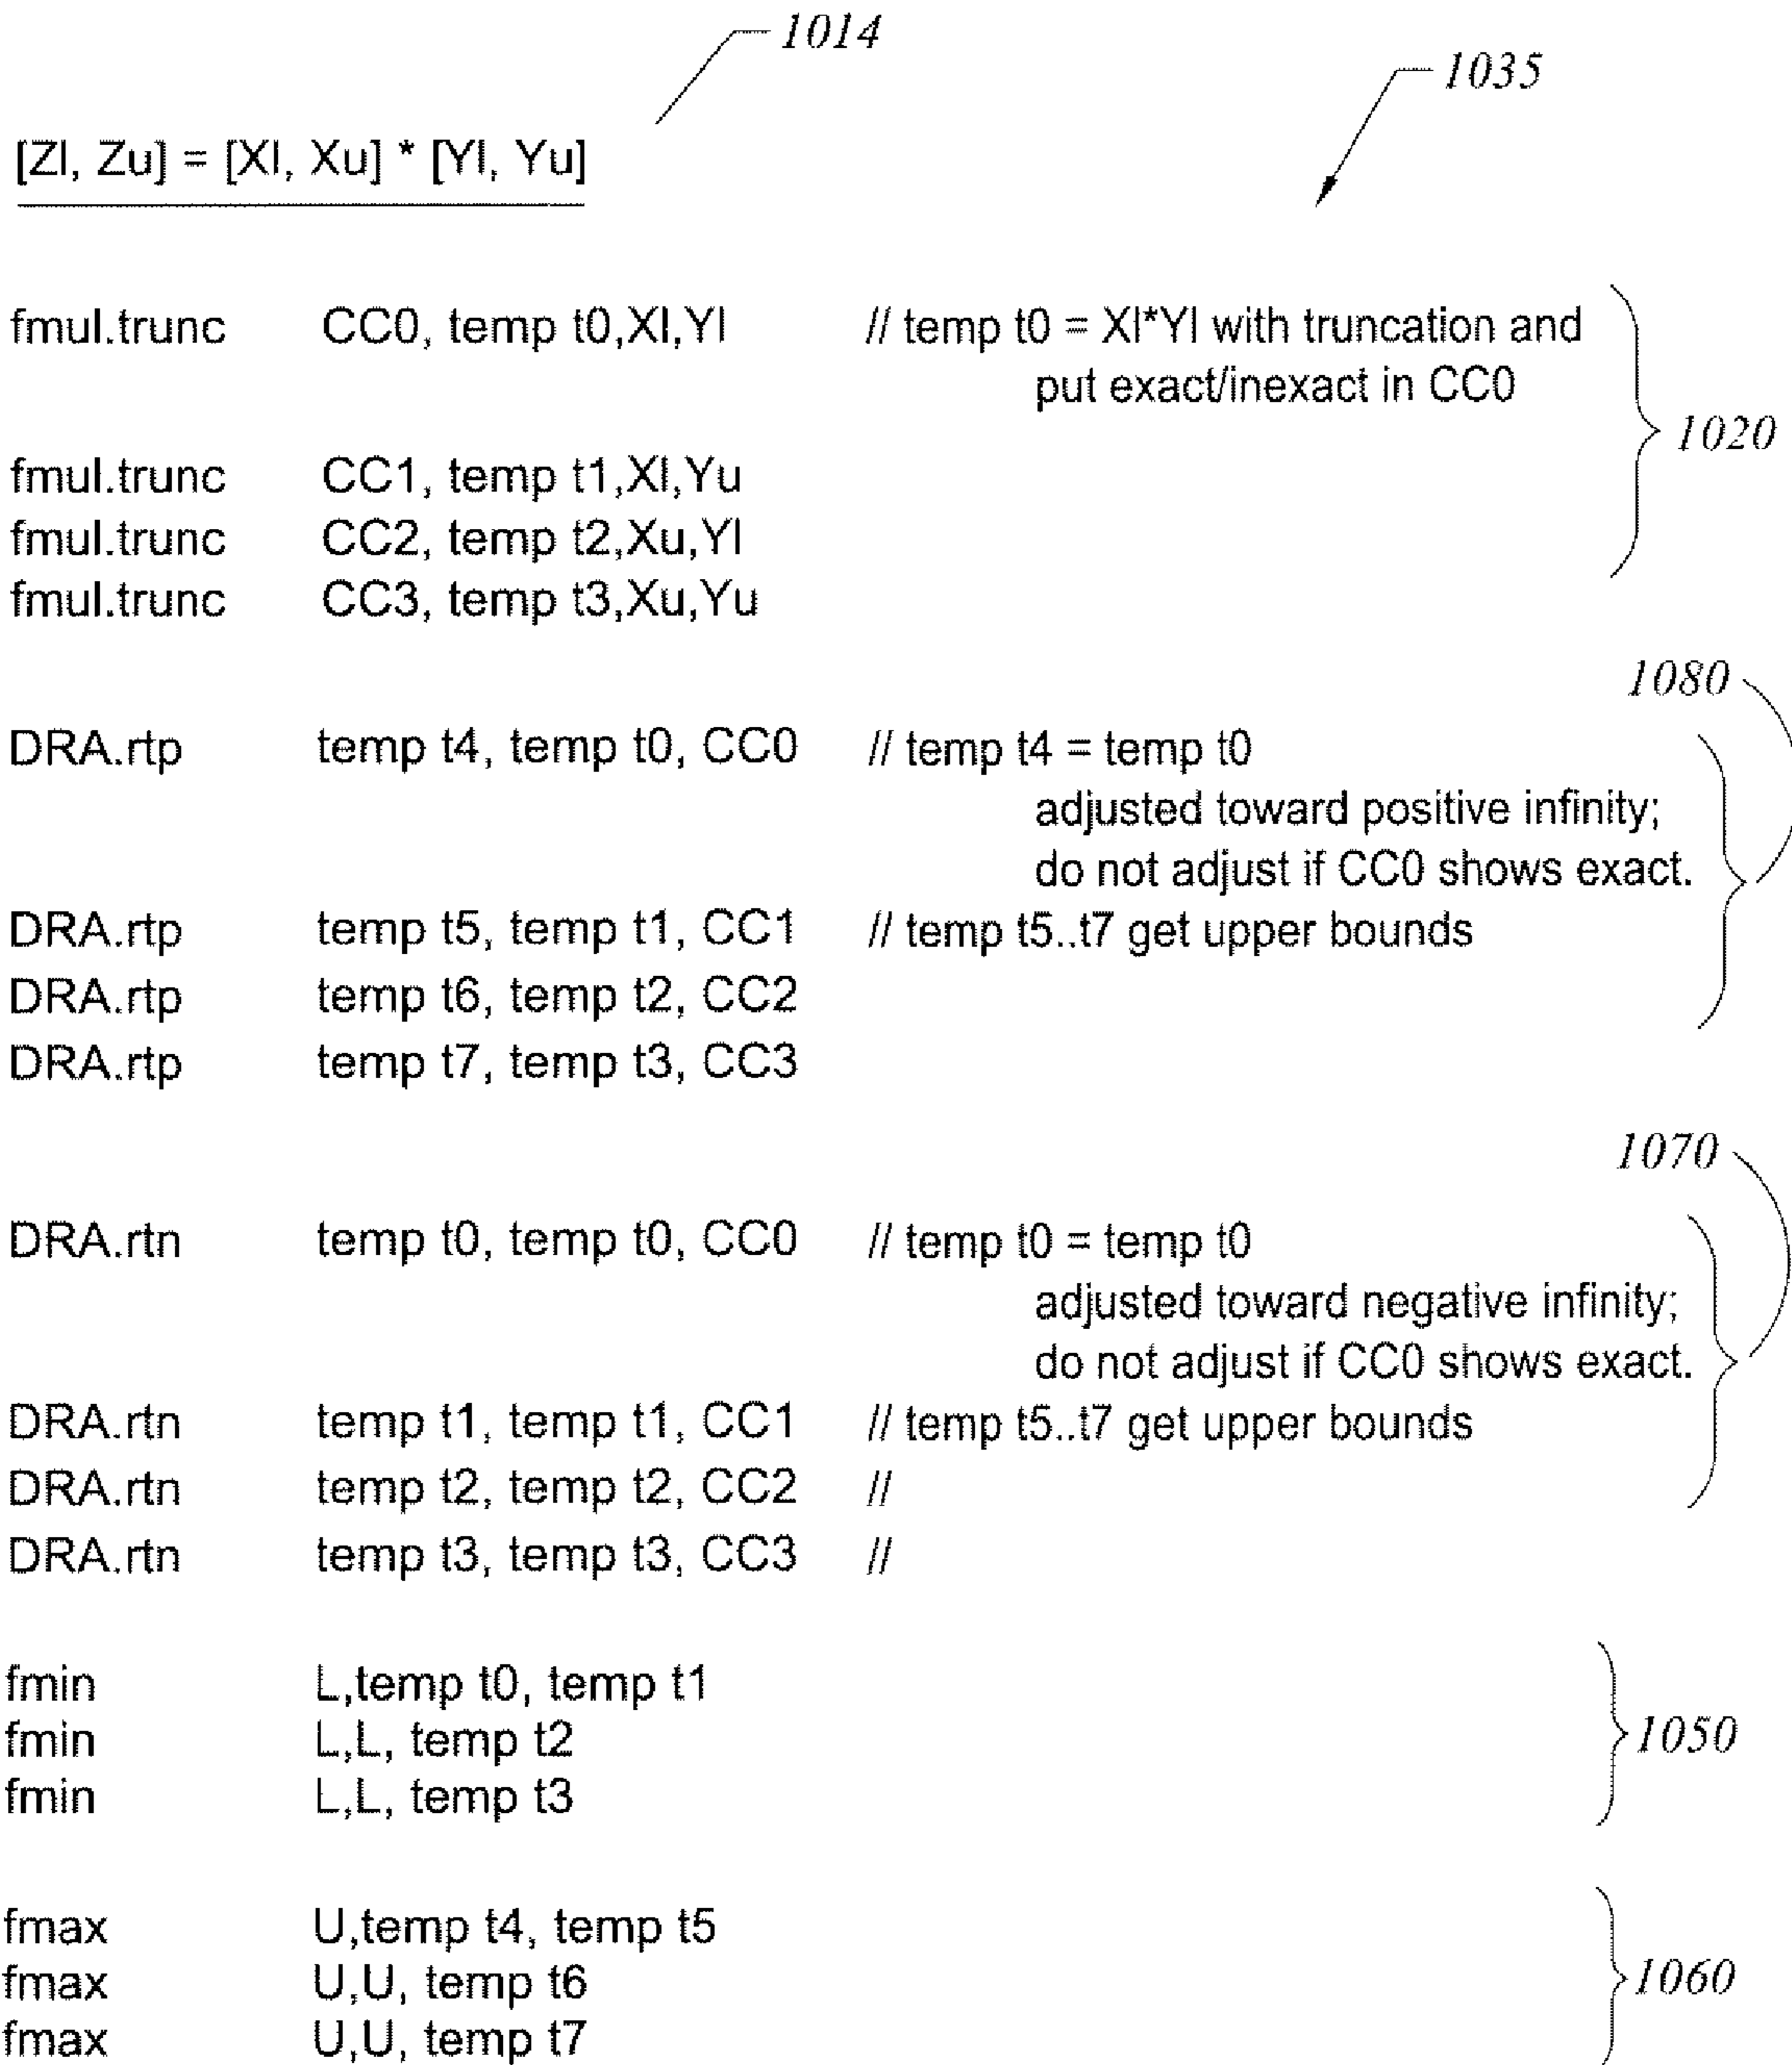 1014
1035
[Zl, Zu] = [Xl, Xu] * [Yl, Yu]
fmul.trunc CC0, temp t0,Xl,Yl // temp t0 = Xl*Yl with truncation and
put exact/inexact in CC0
1020
fmul.trunc CC1, temp t1,Xl,Yu
fmul.trunc CC2, temp t2,Xu,Yl
fmul.trunc CC3, temp t3,Xu,Yu
1080
DRA.rtp temp t4, temp t0, CC0 // temp t4 = temp t0
adjusted toward positive infinity;
do not adjust if CC0 shows exact.
DRA.rtp temp t5, temp t1, CC1 // temp t5..t7 get upper bounds
DRA.rtp temp t6, temp t2, CC2
DRA.rtp temp t7, temp t3, CC3
1070
DRA.rtn temp t0, temp t0, CC0 // temp t0 = temp t0
adjusted toward negative infinity;
do not adjust if CC0 shows exact.
DRA.rtn temp t1, temp t1, CC1 // temp t5..t7 get upper bounds
DRA.rtn temp t2, temp t2, CC2 //
DRA.rtn temp t3, temp t3, CC3 //
fmin L,temp t0, temp t1
fmin L,L, temp t2
1050
fmin L,L, temp t3
fmax U,temp t4, temp t5
fmax U,U, temp t6
1060
fmax U,U, temp t7